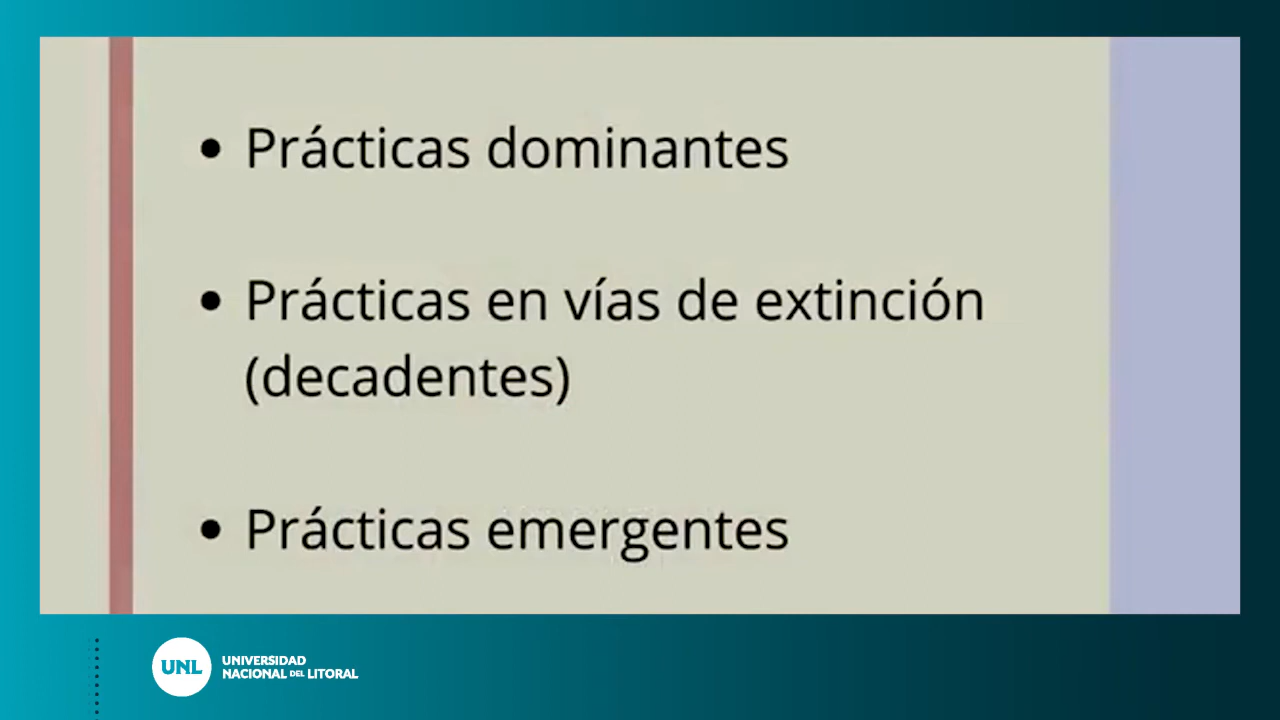 • Prácticas dominantes
• Prácticas en vías de extinción
(decadentes)
• Prácticas emergentes
UNL
UNIVERSIDAD
NACIONAL DEL LITORAL